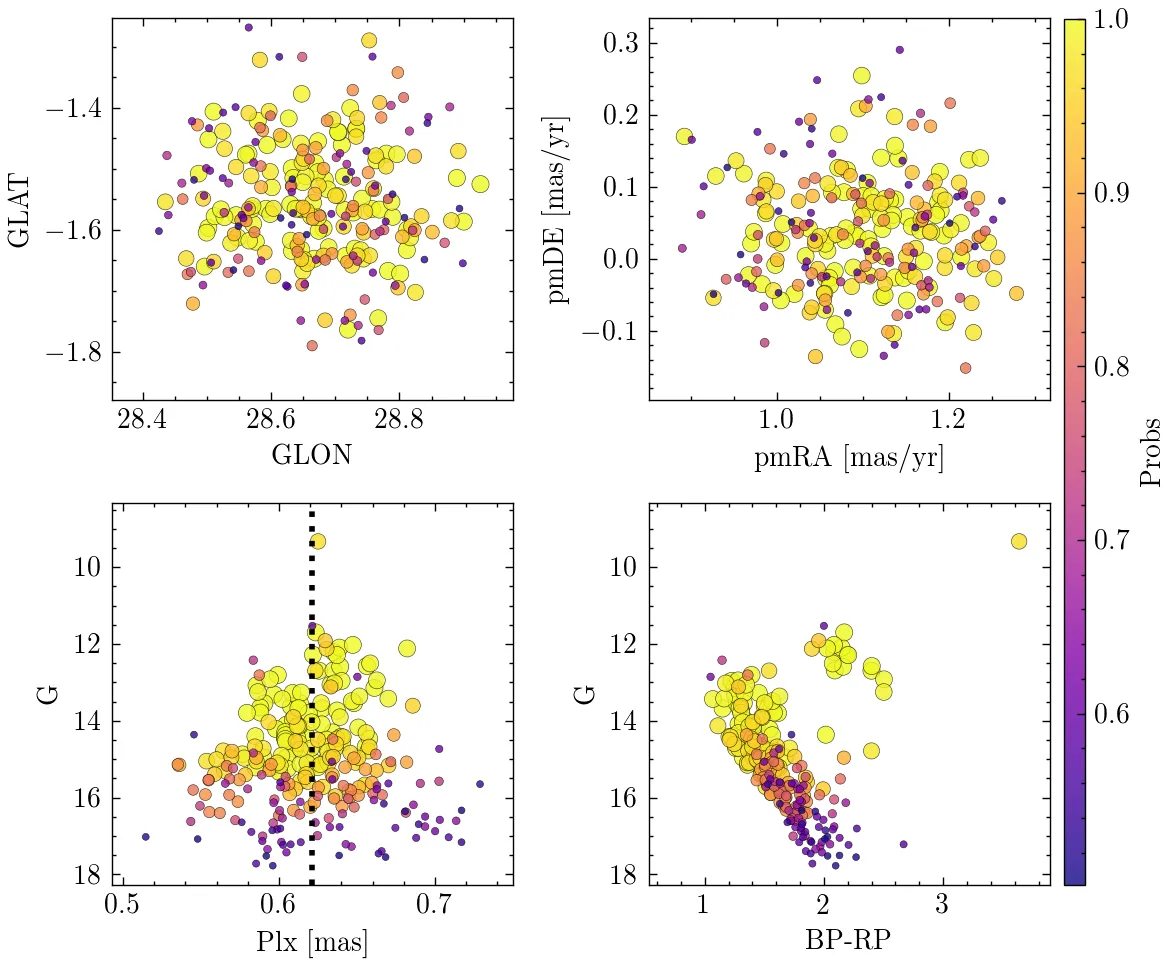 −1.4
−1.6
−1.8
GLAT
28.4 28.6 28.8
GLON
0.3
0.2
0.1
0.0
−0.1
pmDE [mas/yr]
1.0 1.2
pmRA [mas/yr]
1.0
0.9
0.8
0.7
0.6
Probs
10
12
14
16
18
G
0.5 0.6 0.7
Plx [mas]
10
12
14
16
18
G
1 2 3
BP-RP